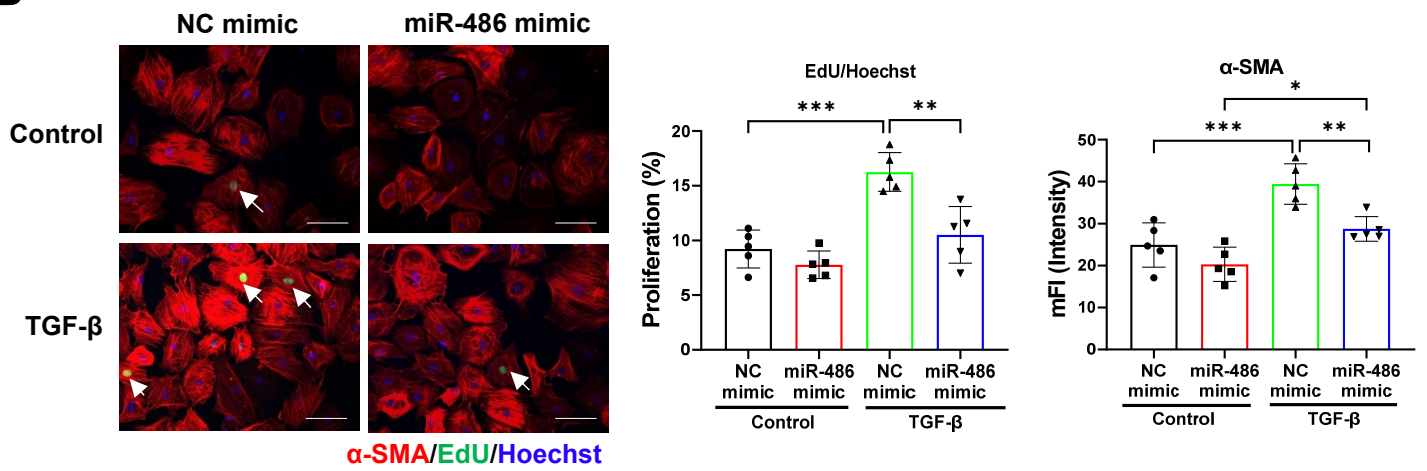 NC mimic
miR-486 mimic
Control
TGF-β
α-SMA/EdU/Hoechst
EdU/Hoechst
***
**
Proliferation (%)
20
15
10
5
0
NC mimic
miR-486 mimic
NC mimic
miR-486 mimic
Control
TGF-β
α-SMA
*
***
**
mFI (Intensity)
50
40
30
20
10
0
NC mimic
miR-486 mimic
NC mimic
miR-486 mimic
Control
TGF-β